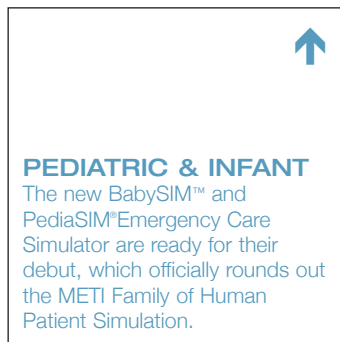 PEDIATRIC & INFANT
The new BabySIM™ and
PediaSIM®Emergency Care
Simulator are ready for their
debut, which officially rounds out
the METI Family of Human
Patient Simulation.